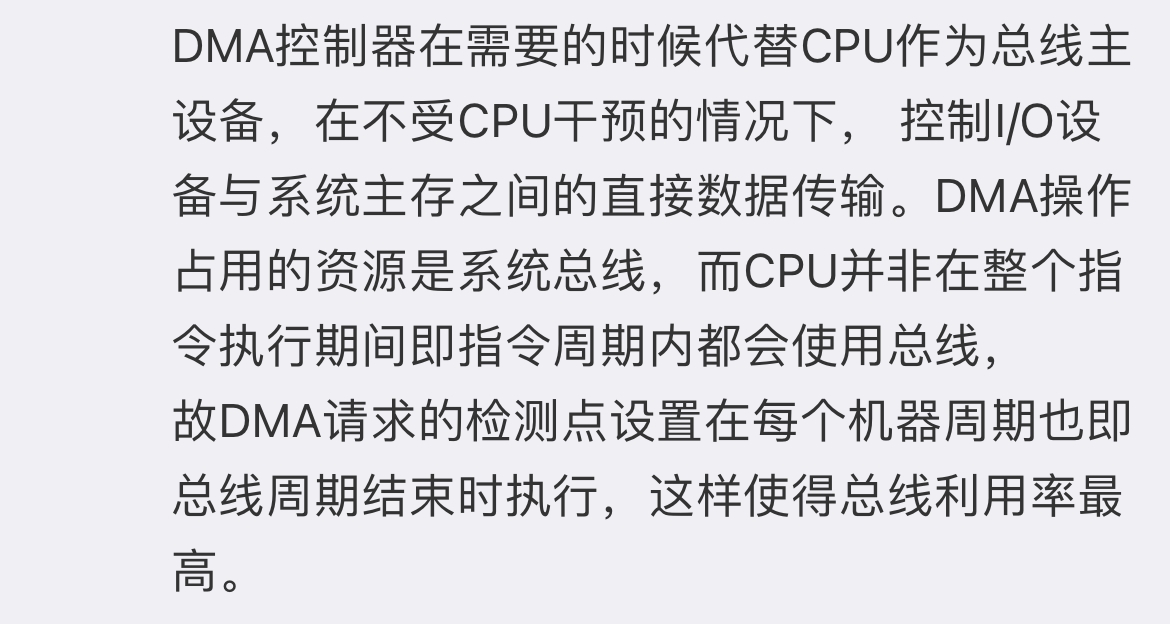 DMA控制器在需要的时候代替CPU作为总线主
设备，在不受CPU干预的情况下， 控制I/O设
备与系统主存之间的直接数据传输。DMA操作
占用的资源是系统总线，而CPU并非在整个指
令执行期间即指令周期内都会使用总线，
故DMA请求的检测点设置在每个机器周期也即
总线周期结束时执行，这样使得总线利用率最
高。